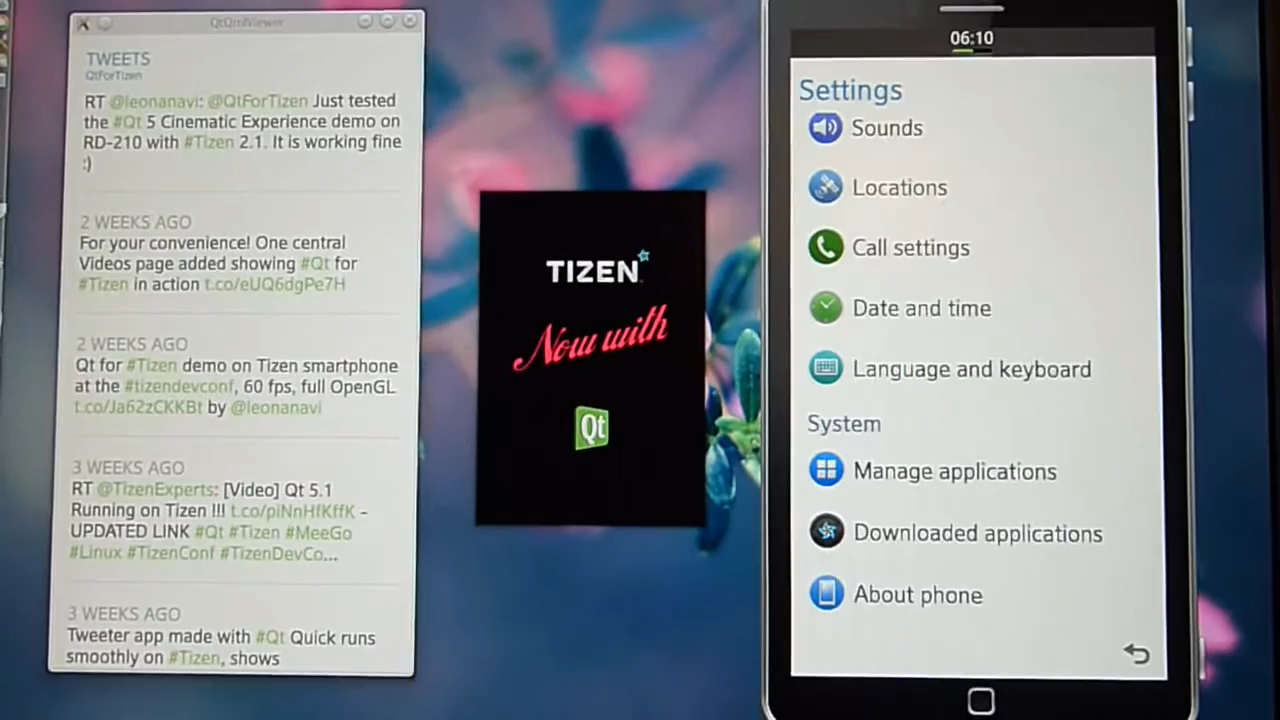 QtQmlViewer
TWEETS
QtForTizen
RT @leonanavi: @QtForTizen Just tested
the #Qt 5 Cinematic Experience demo on
RD-210 with #Tizen 2.1. It is working fine
:)
2 WEEKS AGO
For your convenience! One central
Videos page added showing #Qt for
#Tizen in action t.co/eUQ6dgPe7H
2 WEEKS AGO
Qt for #Tizen demo on Tizen smartphone
at the #tizendevconf, 60 fps, full OpenGL
t.co/Ja62zCKKBt by @leonanavi
3 WEEKS AGO
RT @TizenExperts: [Video] Qt 5.1
Running on Tizen !!! t.co/piNnHfKffK –
UPDATED LINK #Qt #Tizen #MeeGo
#Linux #TizenConf #TizenDevCo...
3 WEEKS AGO
Tweeter app made with #Qt Quick runs
smoothly on #Tizen, shows
TIZEN
Now with
Qt
06:10
Settings
Sounds
Locations
Call settings
Date and time
Language and keyboard
System
Manage applications
Downloaded applications
About phone